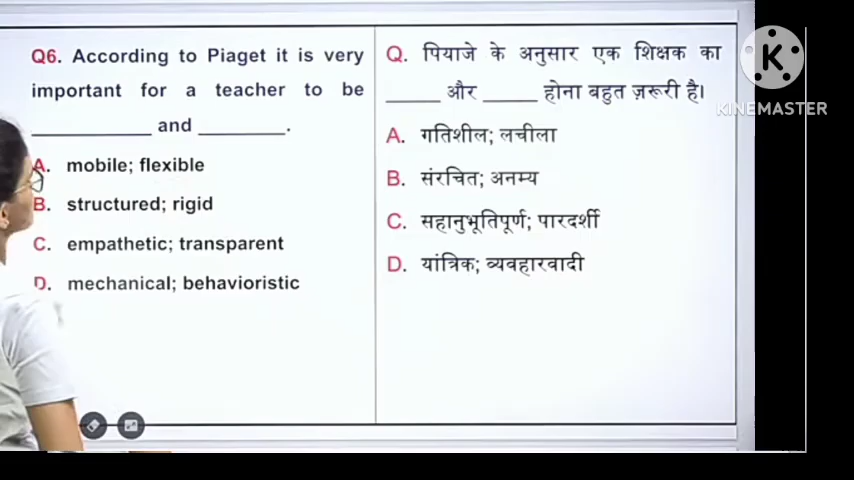 Q6. According to Piaget it is very
important for a teacher to be
__________ and ________.
A. mobile; flexible
B. structured; rigid
C. empathetic; transparent
D. mechanical; behavioristic
Q. पियाजे के अनुसार एक शिक्षक का
_____ और _____ होना बहुत ज़रूरी है।
A. गतिशील; लचीला
B. संरचित; अनम्य
C. सहानुभूतिपूर्ण; पारदर्शी
D. यांत्रिक; व्यवहारवादी
K
KINEMASTER